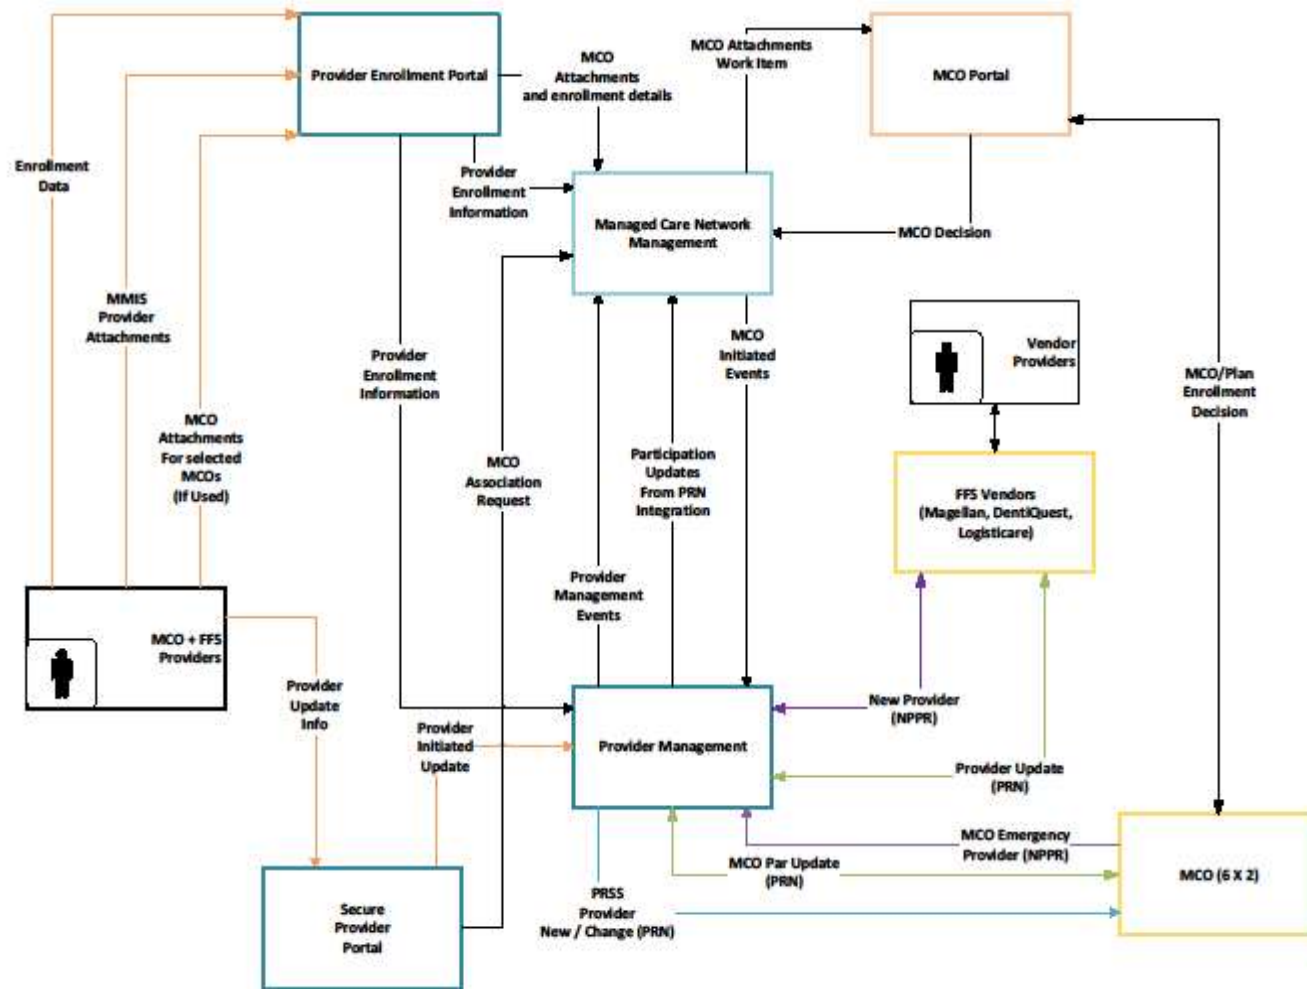 Provider Enrollment Portal
MCO
Attachments
and enrollment details
MCO Attachments
Work Item
MCO Portal
Enrollment
Data
Provider
Enrollment
Information
Managed Care Network
Management
MCO Decision
MMIS
Provider
Attachments
Provider
Enrollment
Information
MCO
Initiated
Events
Vendor
Providers
MCO/Plan
Enrollment
Decision
MCO
Attachments
For selected
MCOs
(If Used)
MCO
Association
Request
Participation
Updates
From PRN
Integration
FFS Vendors
(Magellan, DentiQuest,
Logisticare)
Provider
Management
Events
MCO + FFS
Providers
Provider
Update
Info
Provider
Initiated
Update
Provider Management
New Provider
(NPPR)
Provider Update
(PRN)
MCO Emergency
Provider (NPPR)
MCO Par Update
(PRN)
MCO (6 X 2)
PRSS
Provider
New / Change (PRN)
Secure
Provider
Portal